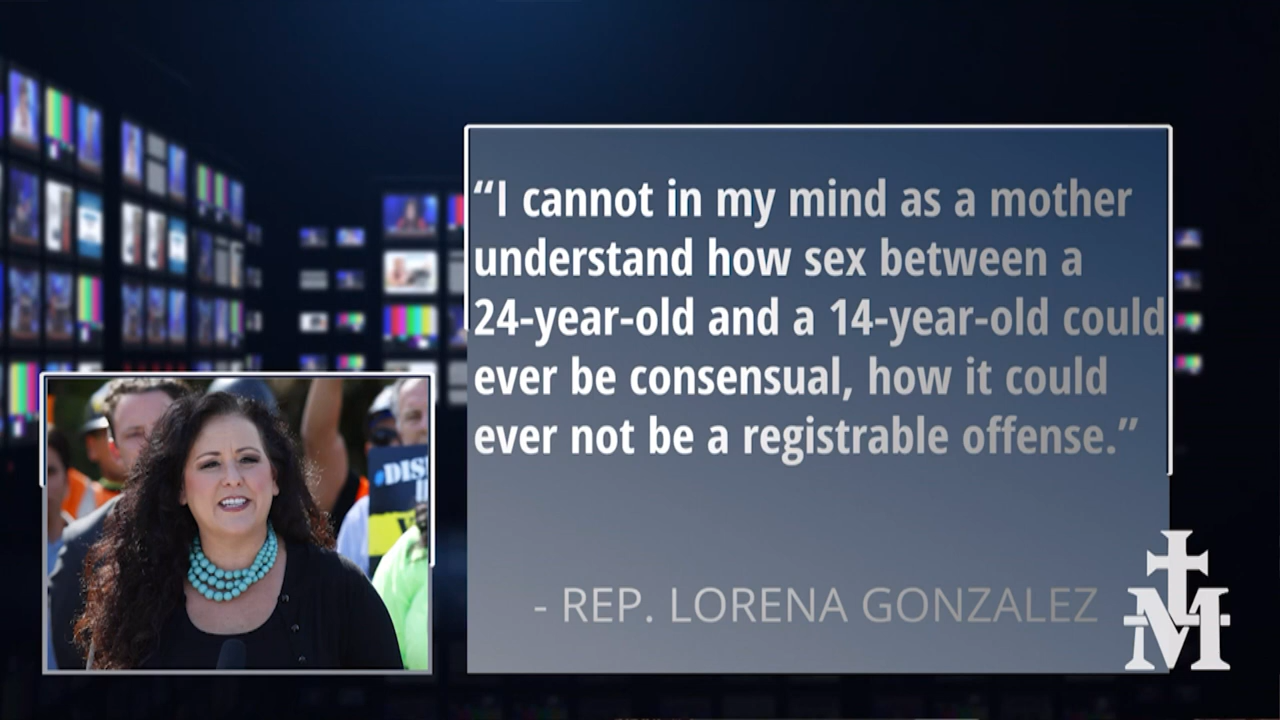 “I cannot in my mind as a mother
understand how sex between a
24-year-old and a 14-year-old could
ever be consensual, how it could
ever not be a registrable offense.”
- REP. LORENA GONZALEZ
M